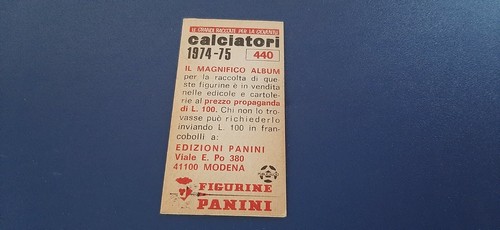 LE GRANDI RACCOLTE PER LA GIOVENTÙ
calciatori
1974-75 440
IL MAGNIFICO ALBUM
per la raccolta di que-
ste figurine è in vendita
nelle edicole e cartole-
rie al prezzo propaganda
di L. 100. Chi non lo tro-
vasse può richiederlo
inviando L. 100 in fran-
cobolli a:
EDIZIONI PANINI
Viale E. Po 380
41100 MODENA
FIGURINE
PANINI